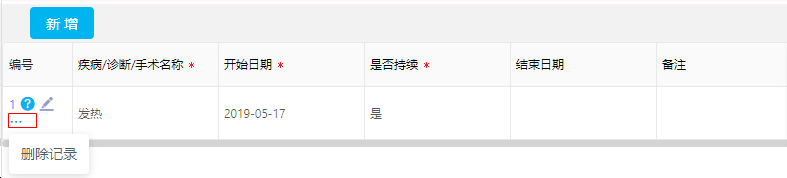 新 增
编号 疾病/诊断/手术名称 * 开始日期 * 是否持续 * 结束日期 备注
1 ? 发热 2019-05-17 是
...
删除记录